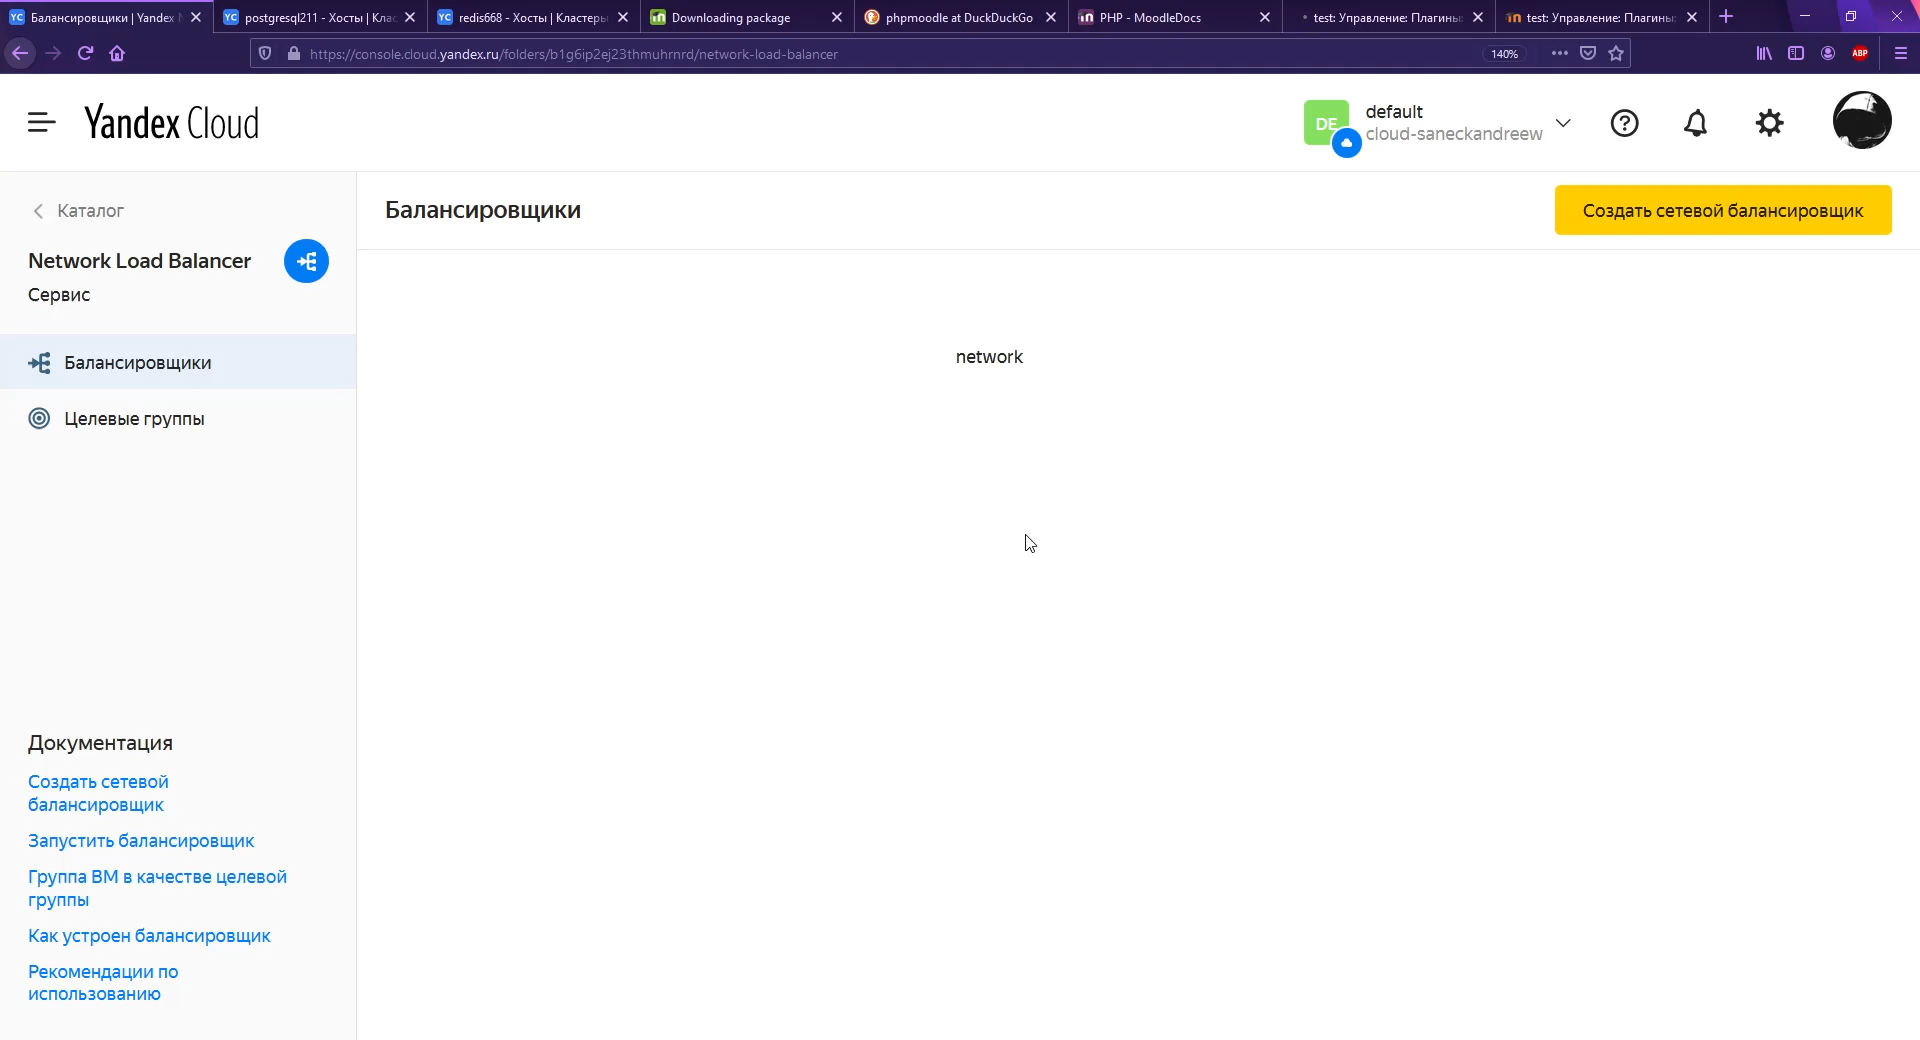 Балансировщики | Yandex
postgresql211 - Хосты | Клас
redis668 - Хосты | Кластеры
Downloading package
phpmoodle at DuckDuckGo
PHP - MoodleDocs
test: Управление: Плагины:
test: Управление: Плагины:
https://console.cloud.yandex.ru/folders/b1g6ip2ej23thmuhrnrd/network-load-balancer
140%
ABP
Yandex Cloud
DE
default
cloud-saneckandreew
Каталог
Network Load Balancer
Сервис
Балансировщики
Целевые группы
Балансировщики
Создать сетевой балансировщик
network
Документация
Создать сетевой
балансировщик
Запустить балансировщик
Группа ВМ в качестве целевой
группы
Как устроен балансировщик
Рекомендации по
использованию